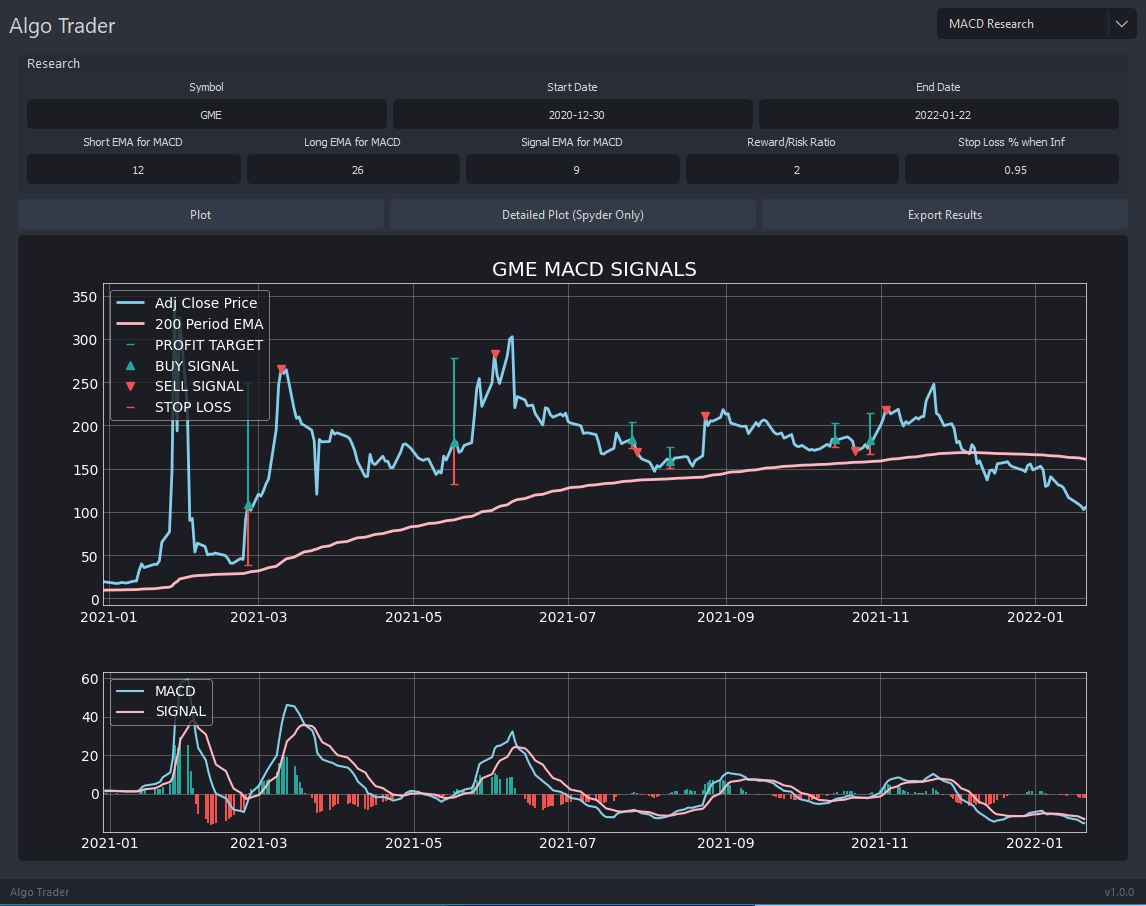 Algo Trader
MACD Research
Research
Symbol Start Date End Date
GME 2020-12-30 2022-01-22
Short EMA for MACD Long EMA for MACD Signal EMA for MACD Reward/Risk Ratio Stop Loss % when Inf
12 26 9 2 0.95
Plot Detailed Plot (Spyder Only) Export Results
GME MACD SIGNALS
350
300
250
200
150
100
50
0
Adj Close Price
200 Period EMA
PROFIT TARGET
BUY SIGNAL
SELL SIGNAL
STOP LOSS
2021-01 2021-03 2021-05 2021-07 2021-09 2021-11 2022-01
60
40
20
0
MACD
SIGNAL
2021-01 2021-03 2021-05 2021-07 2021-09 2021-11 2022-01
Algo Trader v1.0.0